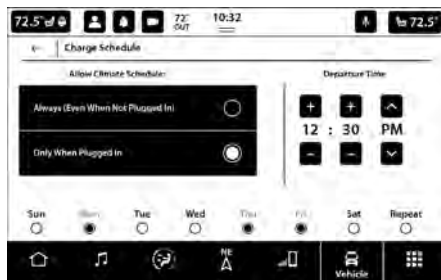 72.5° 72° OUT 10:32 72.5°
← Charge Schedule
Allow Climate Schedule: Departure Time
Always (Even When Not Plugged In)
12 : 30 PM
Only When Plugged In
Sun Mon Tue Wed Thu Fri Sat Repeat
NE
Vehicle